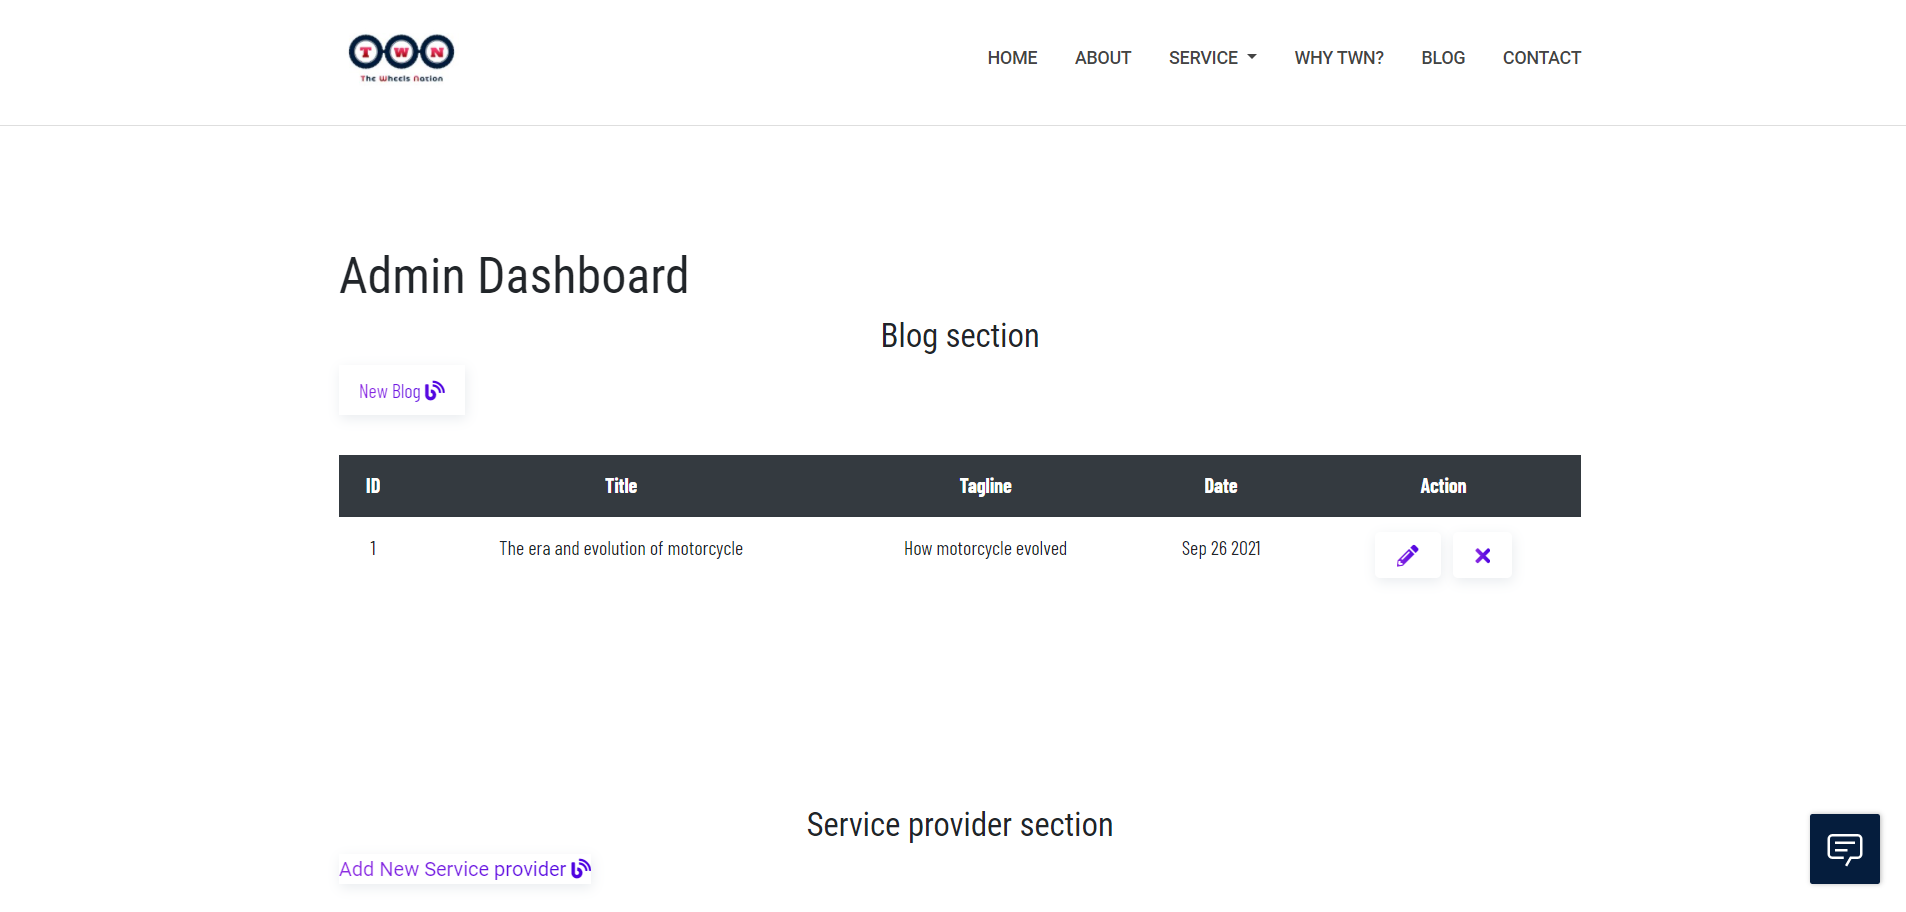 TWN
The Wheels Nation
HOME ABOUT SERVICE WHY TWN? BLOG CONTACT
Admin Dashboard
Blog section
New Blog
ID Title Tagline Date Action
1 The era and evolution of motorcycle How motorcycle evolved Sep 26 2021
Service provider section
Add New Service provider